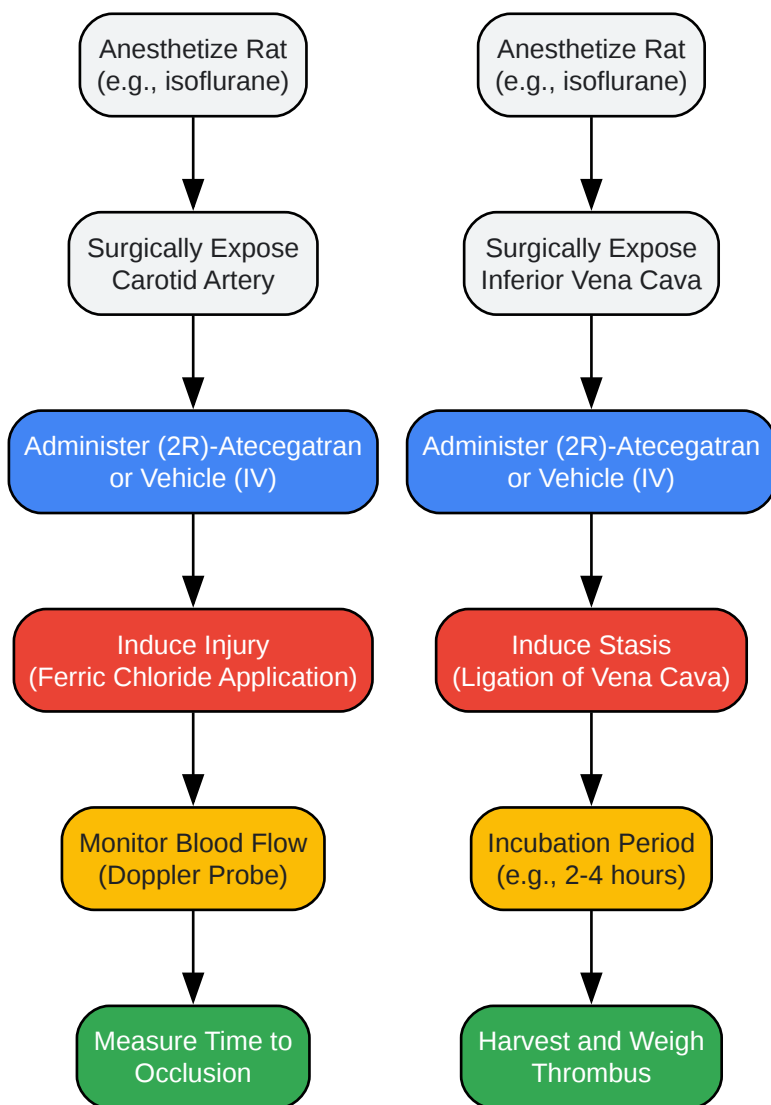 Anesthetize Rat
(e.g., isoflurane)
Surgically Expose
Carotid Artery
Administer (2R)-Atecegatran
or Vehicle (IV)
Induce Injury
(Ferric Chloride Application)
Monitor Blood Flow
(Doppler Probe)
Measure Time to
Occlusion
Anesthetize Rat
(e.g., isoflurane)
Surgically Expose
Inferior Vena Cava
Administer (2R)-Atecegatran
or Vehicle (IV)
Induce Stasis
(Ligation of Vena Cava)
Incubation Period
(e.g., 2-4 hours)
Harvest and Weigh
Thrombus